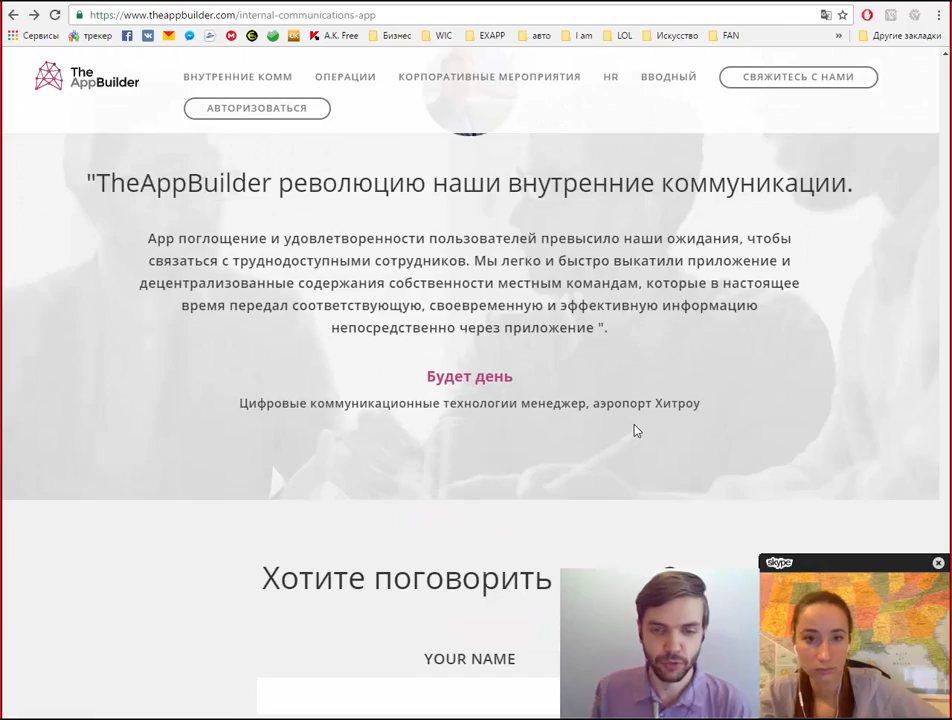 https://www.theappbuilder.com/internal-communications-app
Сервисы трекер A.K. Free Бизнес WIC EXAPP авто I am LOL Искусство FAN » Другие закладки
The AppBuilder
ВНУТРЕННИЕ КОММ ОПЕРАЦИИ КОРПОРАТИВНЫЕ МЕРОПРИЯТИЯ HR ВВОДНЫЙ СВЯЖИТЕСЬ С НАМИ
АВТОРИЗОВАТЬСЯ
"TheAppBuilder революцию наши внутренние коммуникации.
App поглощение и удовлетворенности пользователей превысило наши ожидания, чтобы
связаться с труднодоступными сотрудников. Мы легко и быстро выкатили приложение и
децентрализованные содержания собственности местным командам, которые в настоящее
время передал соответствующую, своевременную и эффективную информацию
непосредственно через приложение ".
Будет день
Цифровые коммуникационные технологии менеджер, аэропорт Хитроу
skype
Хотите поговорить
YOUR NAME